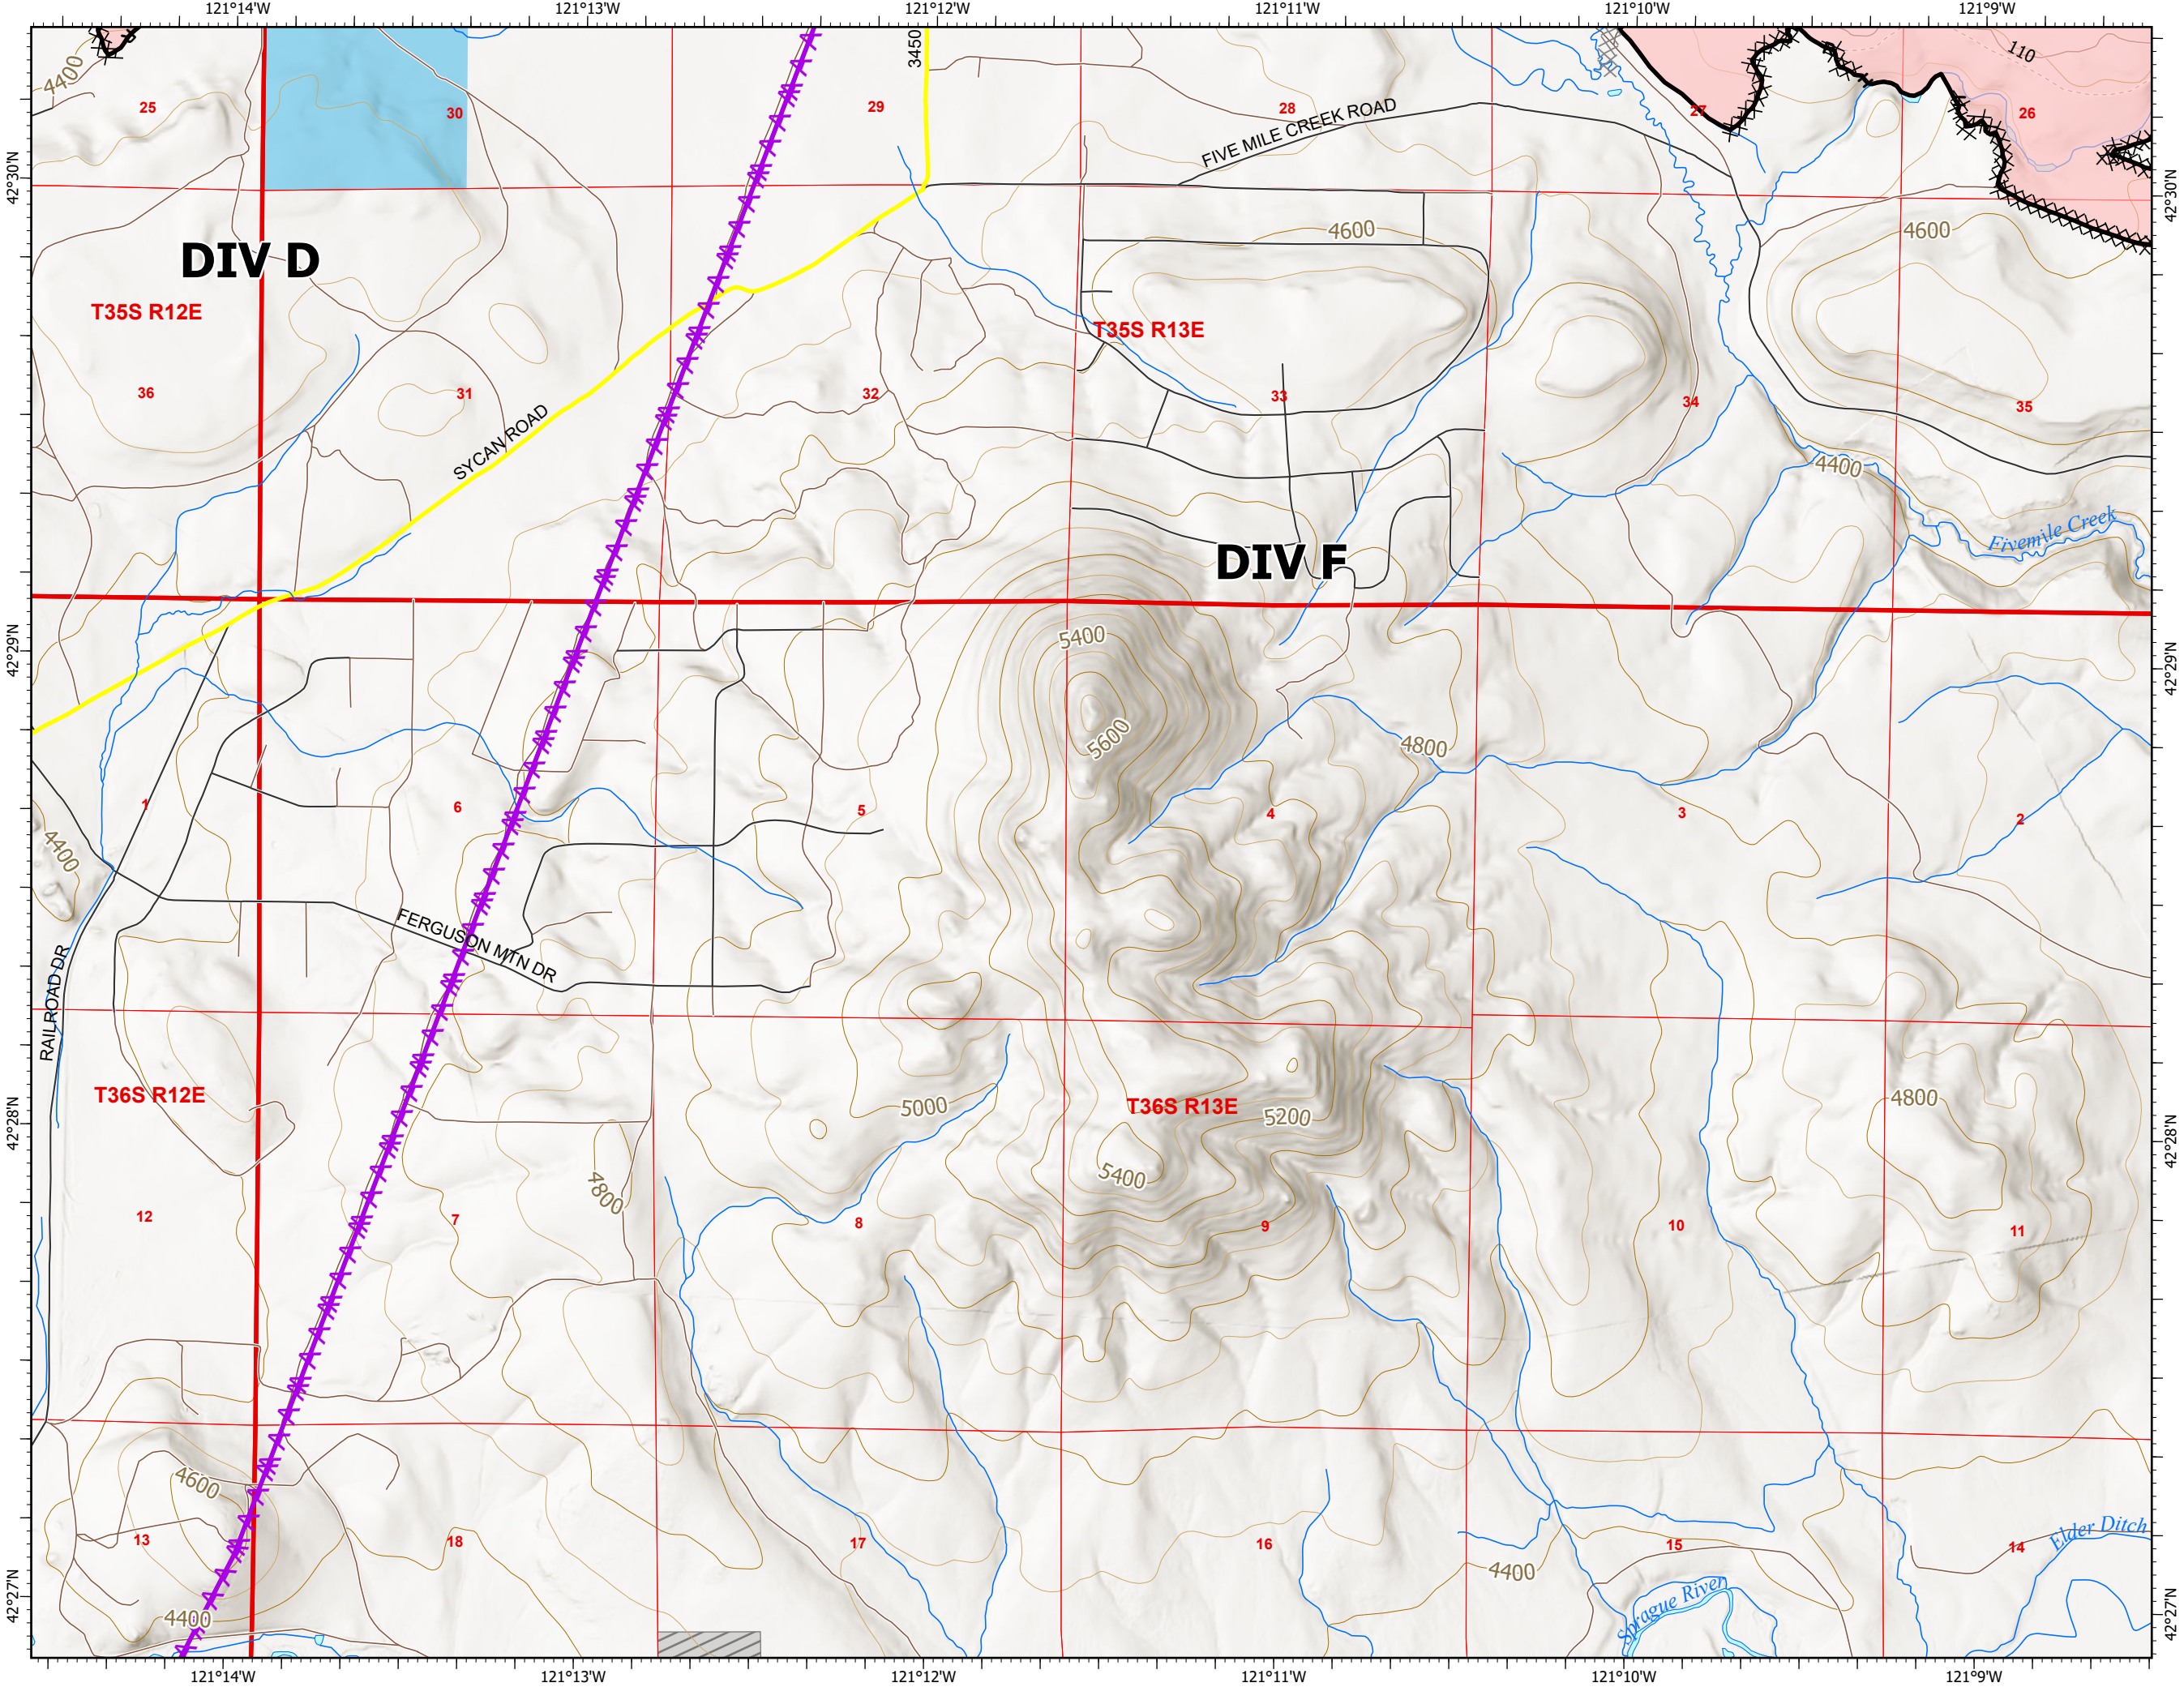 121°14'W 121°13'W 121°12'W 121°11'W 121°10'W 121°9'W
4400
3450
110
25
30
29
28
27
26
FIVE MILE CREEK ROAD
42°30'N
42°30'N
4600
4600
DIV D
T35S R12E
T35S R13E
36
31
32
33
34
35
SYCAN ROAD
4400
Fivemile Creek
DIV F
42°29'N
42°29'N
5400
5600
4800
1
6
5
4
3
2
4400
FERGUSON MTN DR
RAILROAD DR
T36S R12E
T36S R13E
5000
5200
4800
42°28'N
42°28'N
5400
4800
12
7
8
9
10
11
4600
13
18
17
16
15
14
4400
Elder Ditch
Sprague River
42°27'N
42°27'N
4400
121°14'W 121°13'W 121°12'W 121°11'W 121°10'W 121°9'W